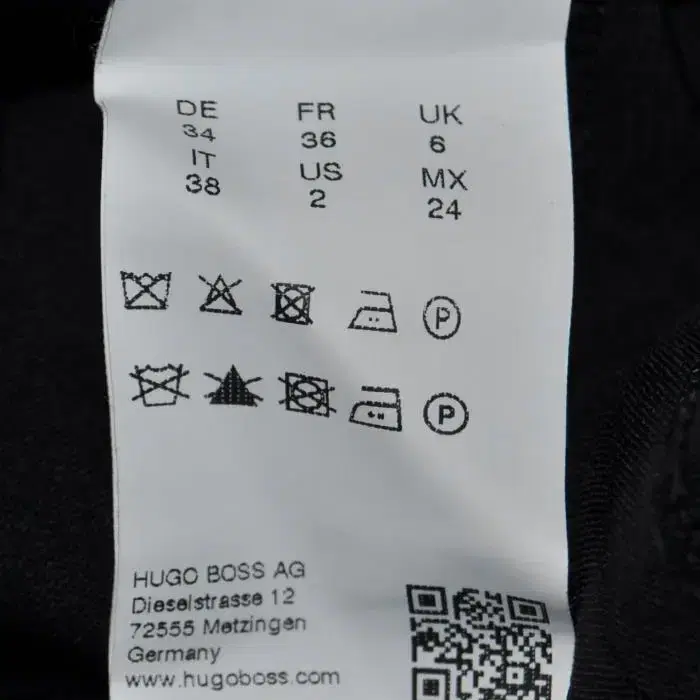 DE FR UK
34 36 6
IT US MX
38 2 24
P
P
HUGO BOSS AG
Dieselstrasse 12
72555 Metzingen
Germany
www.hugoboss.com